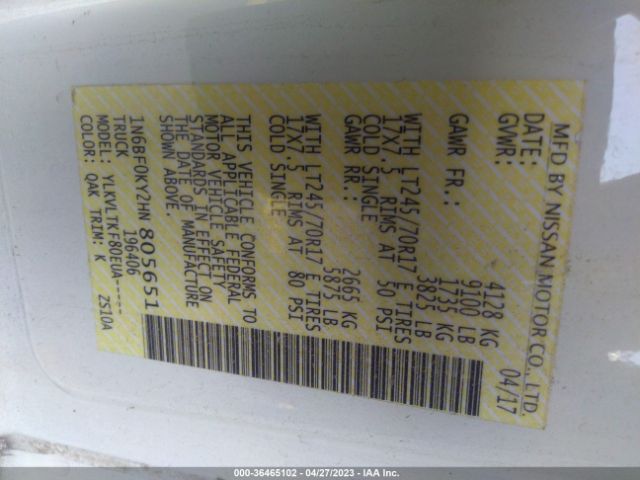 MFD BY NISSAN MOTOR CO., LTD.
DATE: 04/17
GVWR: 4128 KG
9100 LB
GAWR FR.: 1735 KG
3825 LB
WITH LT245/70R17 E TIRES
17X7.5 RIMS AT 50 PSI
COLD SINGLE
GAWR RR.: 2665 KG
5875 LB
WITH LT245/70R17 E TIRES
17X7.5 RIMS AT 80 PSI
COLD SINGLE
THIS VEHICLE CONFORMS TO
ALL APPLICABLE FEDERAL
MOTOR VEHICLE SAFETY
STANDARDS IN EFFECT ON
THE DATE OF MANUFACTURE
SHOWN ABOVE.
1N6BF0KY2HN805651
TRUCK 196406
MODEL: YLKVLTKF80EUA-----
COLOR: QAK TRIM: K Z510A
000-36465102 - 04/27/2023 - IAA Inc.